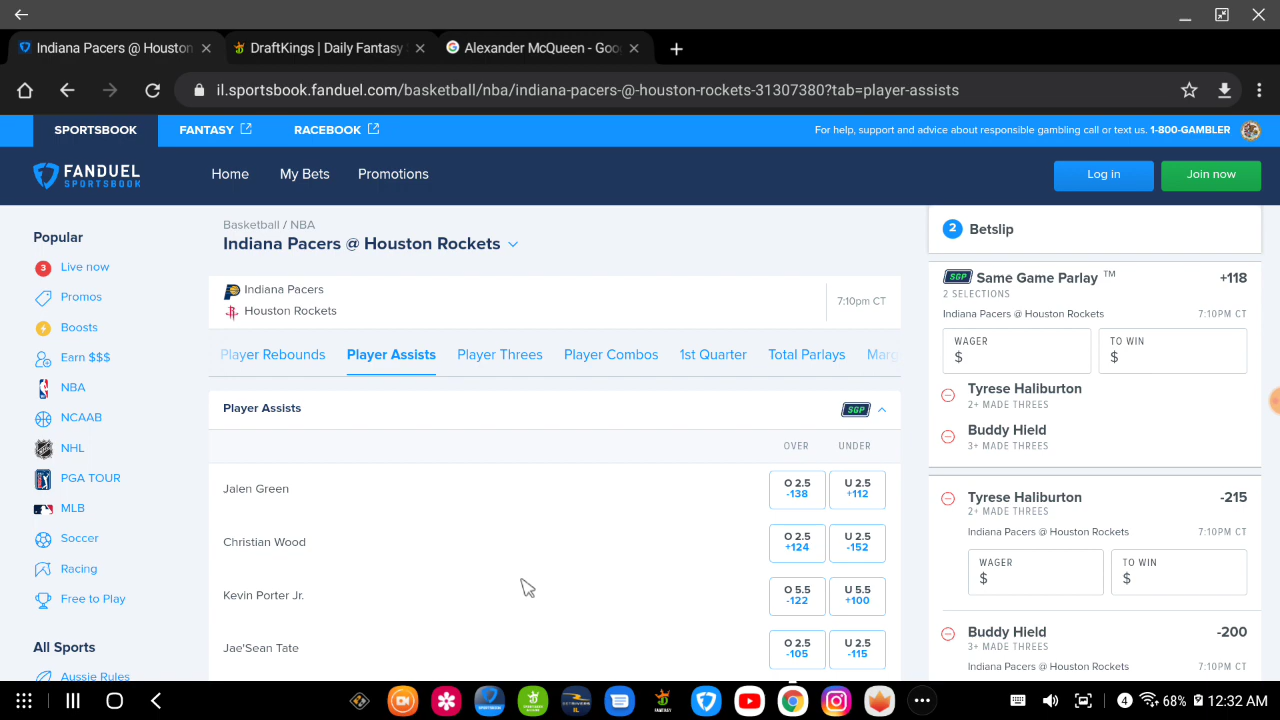 Indiana Pacers @ Houston
DraftKings | Daily Fantasy
Alexander McQueen - Goo
il.sportsbook.fanduel.com/basketball/nba/indiana-pacers-@-houston-rockets-31307380?tab=player-assists
SPORTSBOOK
FANTASY
RACEBOOK
For help, support and advice about responsible gambling call or text us. 1-800-GAMBLER
FANDUEL
SPORTSBOOK
Home
My Bets
Promotions
Log in
Join now
Popular
3
Live now
Promos
Boosts
Earn $$$
NBA
NCAAB
NHL
PGA TOUR
MLB
Soccer
Racing
Free to Play
All Sports
Aussie Rules
Basketball / NBA
Indiana Pacers @ Houston Rockets
Indiana Pacers
Houston Rockets
7:10pm CT
Player Rebounds
Player Assists
Player Threes
Player Combos
1st Quarter
Total Parlays
Marg
Player Assists
SGP
OVER
UNDER
Jalen Green
O 2.5
-138
U 2.5
+112
Christian Wood
O 2.5
+124
U 2.5
-152
Kevin Porter Jr.
O 5.5
-122
U 5.5
+100
Jae'Sean Tate
O 2.5
-105
U 2.5
-115
2
Betslip
SGP
Same Game Parlay ™
+118
2 SELECTIONS
Indiana Pacers @ Houston Rockets
7:10PM CT
WAGER
$
TO WIN
$
Tyrese Haliburton
2+ MADE THREES
Buddy Hield
3+ MADE THREES
Tyrese Haliburton
-215
2+ MADE THREES
Indiana Pacers @ Houston Rockets
7:10PM CT
WAGER
$
TO WIN
$
Buddy Hield
-200
3+ MADE THREES
Indiana Pacers @ Houston Rockets
7:10PM CT
4
68%
12:32 AM